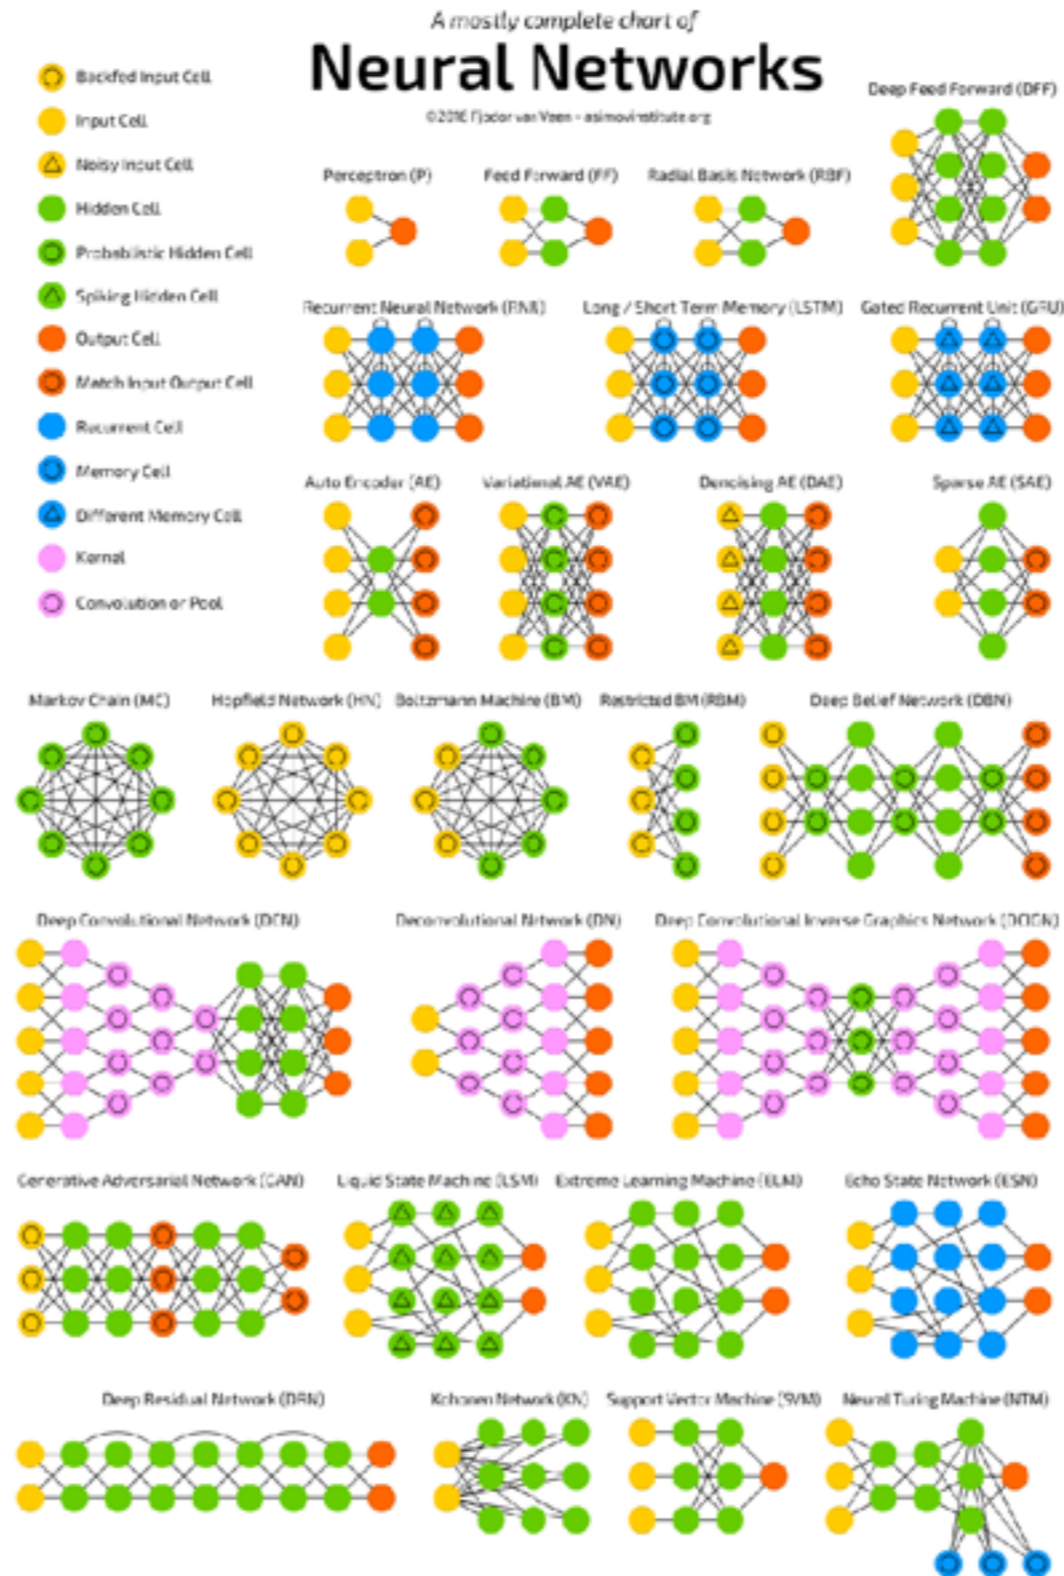 A mostly complete chart of
Neural Networks
©2016 Fjodor van Veen - asimovinstitute.org
Backfed Input Cell
Input Cell
Noisy Input Cell
Hidden Cell
Probablistic Hidden Cell
Spiking Hidden Cell
Output Cell
Match Input Output Cell
Recurrent Cell
Memory Cell
Different Memory Cell
Kernel
Convolution or Pool
Deep Feed Forward (DFF)
Perceptron (P)
Feed Forward (FF)
Radial Basis Network (RBF)
Recurrent Neural Network (RNN)
Long / Short Term Memory (LSTM)
Gated Recurrent Unit (GRU)
Auto Encoder (AE)
Variational AE (VAE)
Denoising AE (DAE)
Sparse AE (SAE)
Markov Chain (MC)
Hopfield Network (HN)
Boltzmann Machine (BM)
Restricted BM (RBM)
Deep Belief Network (DBN)
Deep Convolutional Network (DCN)
Deconvolutional Network (DN)
Deep Convolutional Inverse Graphics Network (DCIGN)
Generative Adversarial Network (GAN)
Liquid State Machine (LSM)
Extreme Learning Machine (ELM)
Echo State Network (ESN)
Deep Residual Network (DRN)
Kohonen Network (KN)
Support Vector Machine (SVM)
Neural Turing Machine (NTM)